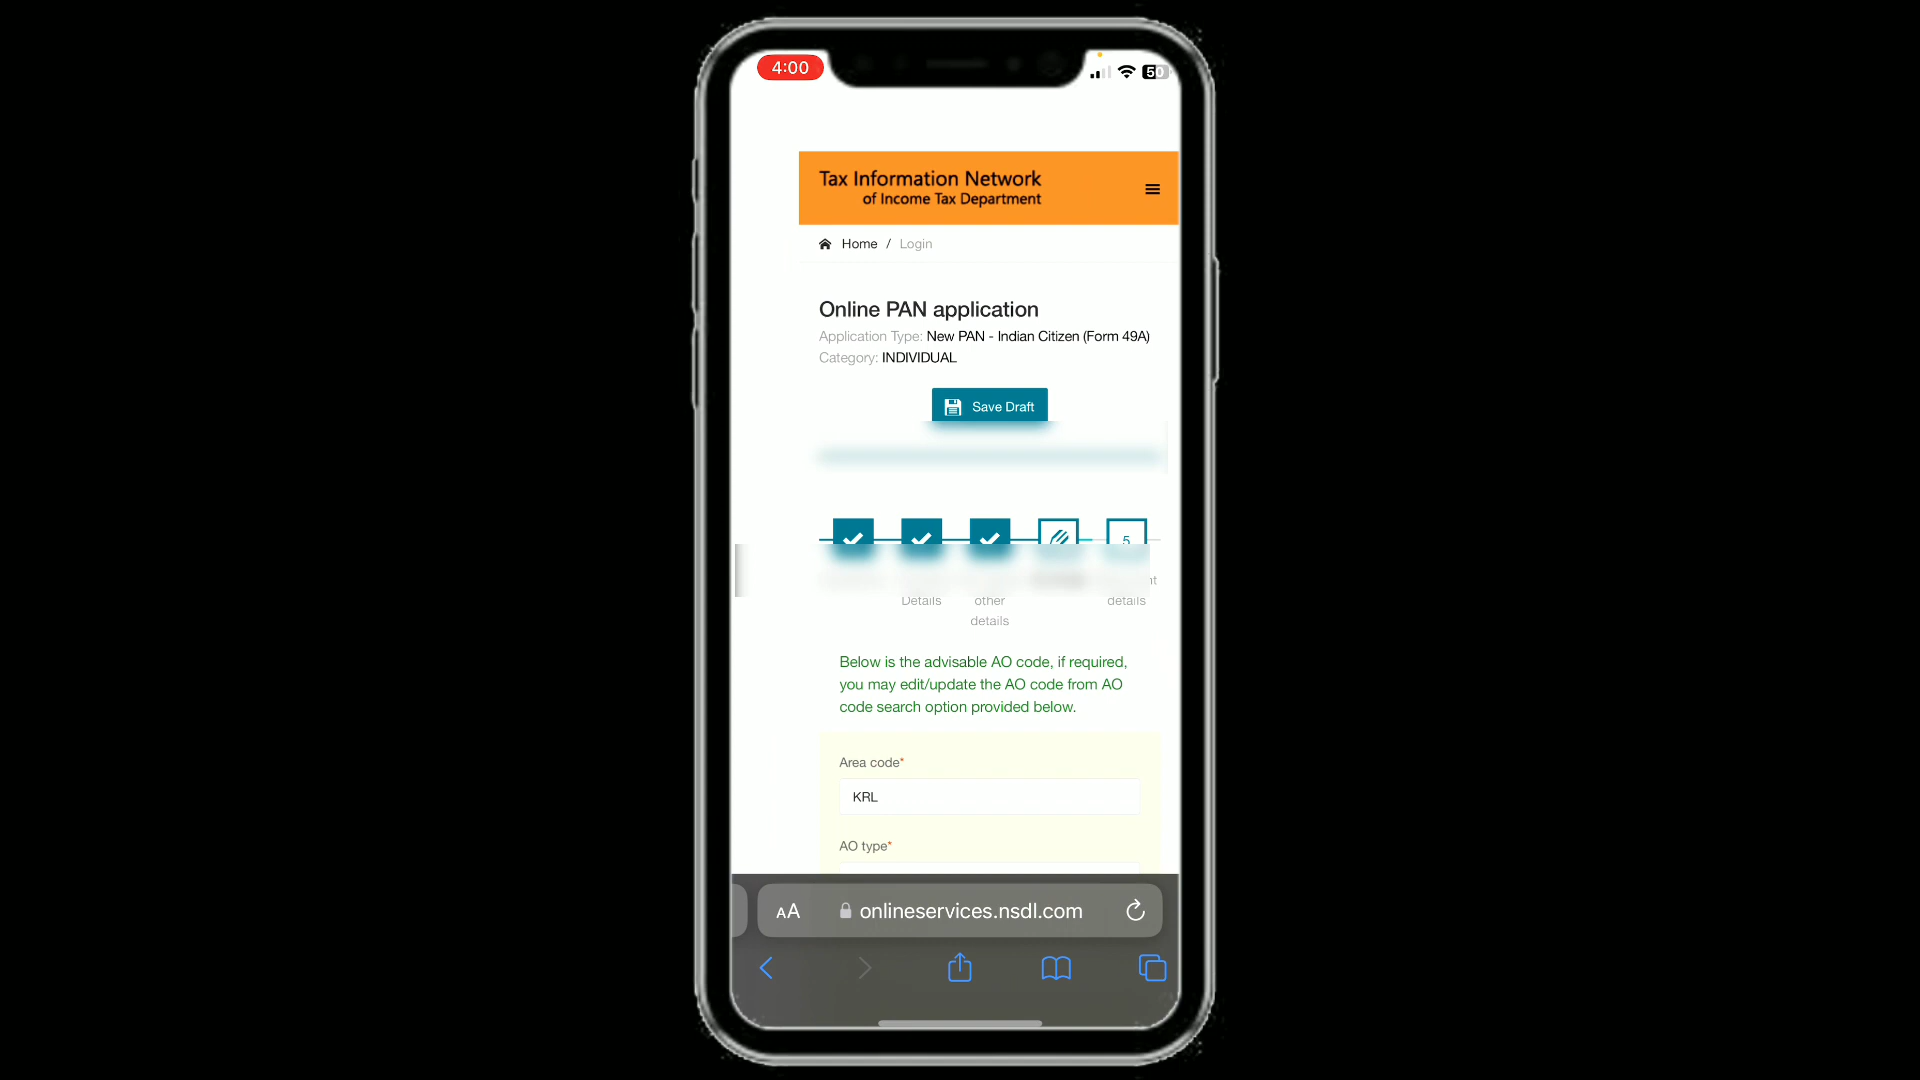 4:00
50
Tax Information Network
of Income Tax Department
Home / Login
Online PAN application
Application Type: New PAN - Indian Citizen (Form 49A)
Category: INDIVIDUAL
Save Draft
5
Details other details
details
Below is the advisable AO code, if required,
you may edit/update the AO code from AO
code search option provided below.
Area code*
KRL
AO type*
AA onlineservices.nsdl.com